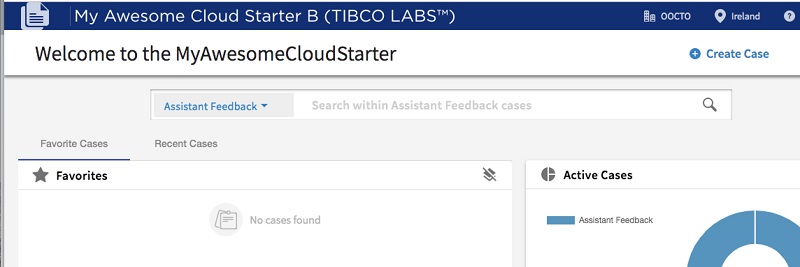 My Awesome Cloud Starter B (TIBCO LABS™)
OOCTO
Ireland
?
Welcome to the MyAwesomeCloudStarter
Create Case
Assistant Feedback
Search within Assistant Feedback cases
Favorite Cases
Recent Cases
Favorites
Active Cases
No cases found
Assistant Feedback